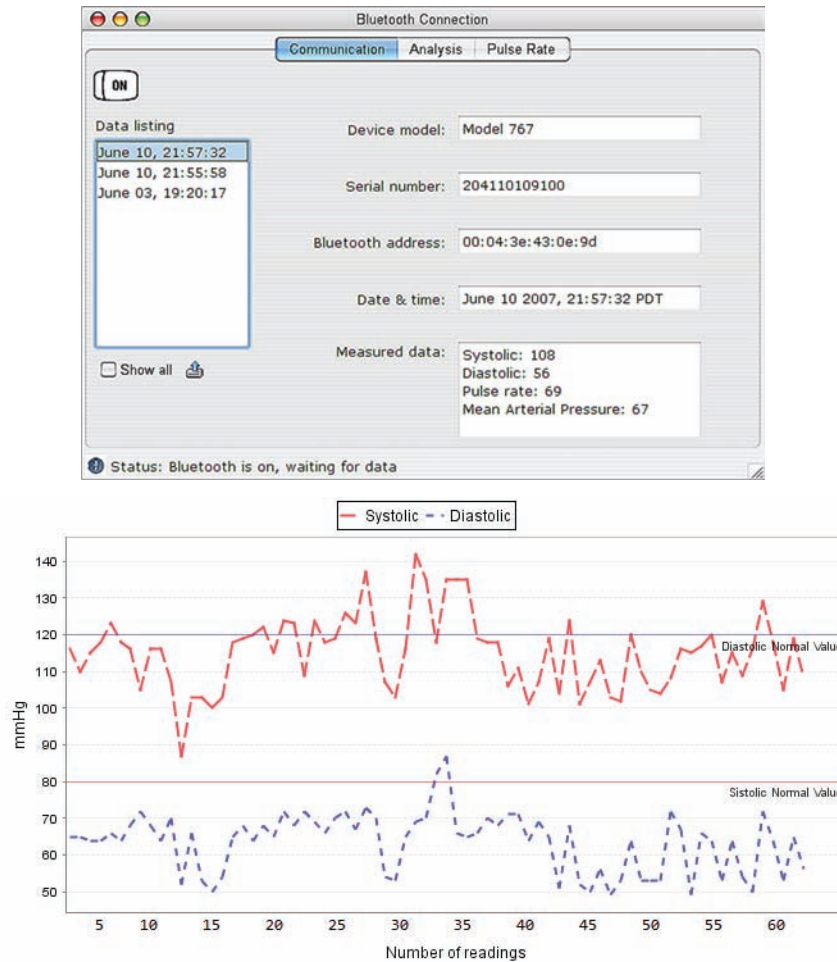 Bluetooth Connection
Communication Analysis Pulse Rate
ON
Data listing
June 10, 21:57:32
June 10, 21:55:58
June 03, 19:20:17
Show all
Device model: Model 767
Serial number: 204110109100
Bluetooth address: 00:04:3e:43:0e:9d
Date & time: June 10 2007, 21:57:32 PDT
Measured data: Systolic: 108
Diastolic: 56
Pulse rate: 69
Mean Arterial Pressure: 67
Status: Bluetooth is on, waiting for data
Systolic Diastolic
140
130
120
110
100
90
80
70
60
50
mmHg
Diastolic Normal Valu
Sistolic Normal Valu
5 10 15 20 25 30 35 40 45 50 55 60
Number of readings